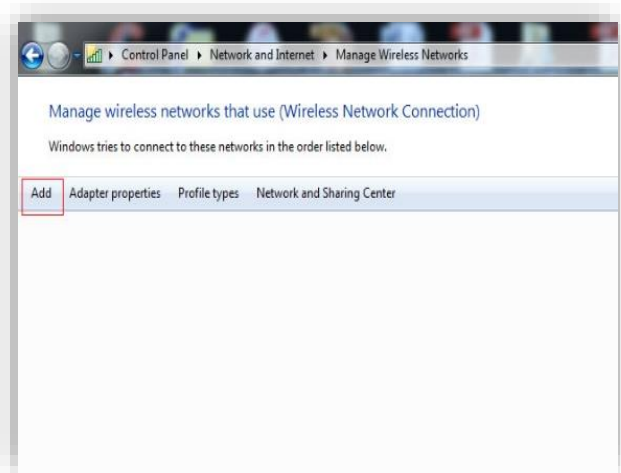 Control Panel Network and Internet Manage Wireless Networks
Manage wireless networks that use (Wireless Network Connection)
Windows tries to connect to these networks in the order listed below.
Add Adapter properties Profile types Network and Sharing Center